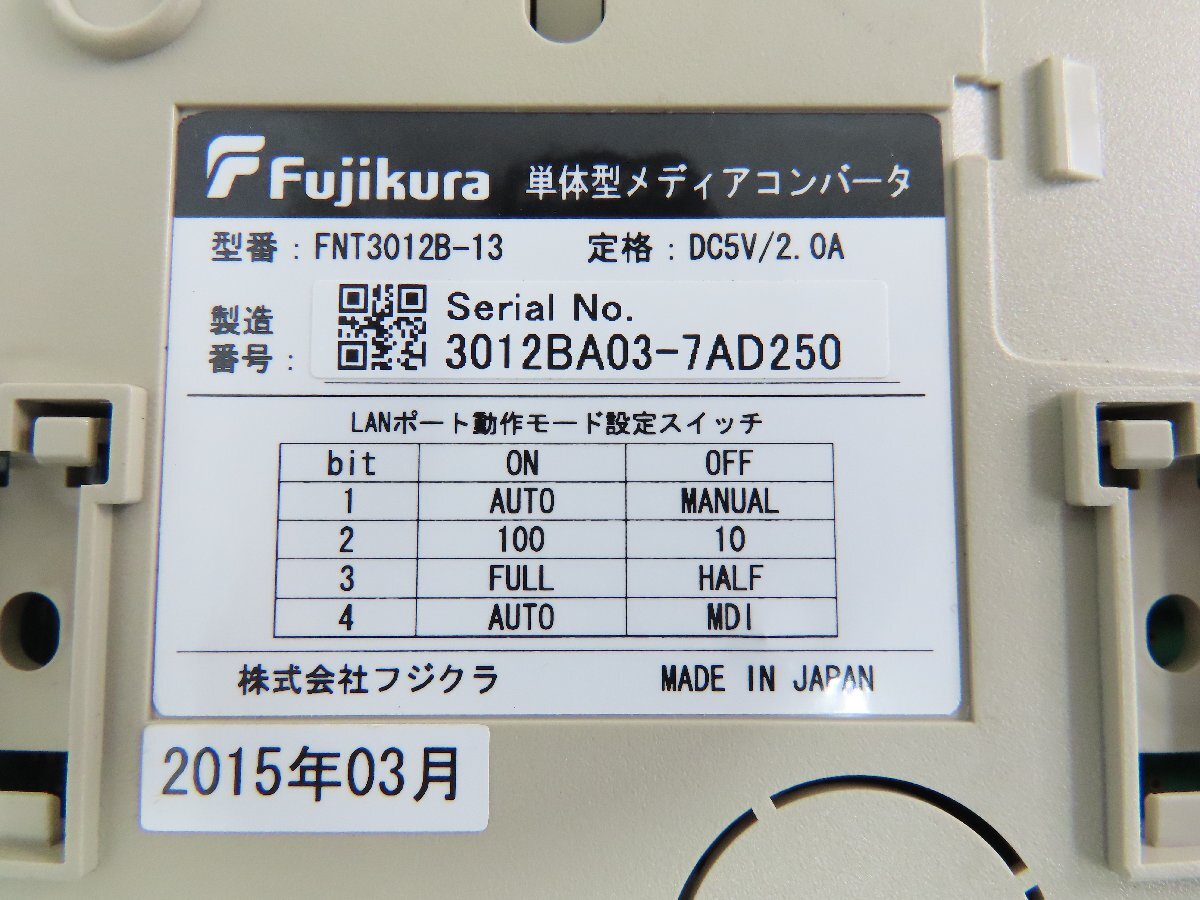 Fujikura 単体型メディアコンバータ
型番：FNT3012B-13 定格：DC5V/2.0A
製造
番号：
Serial No.
3012BA03-7AD250
LANポート動作モード設定スイッチ
bit ON OFF
1 AUTO MANUAL
2 100 10
3 FULL HALF
4 AUTO MDI
株式会社フジクラ MADE IN JAPAN
2015年03月